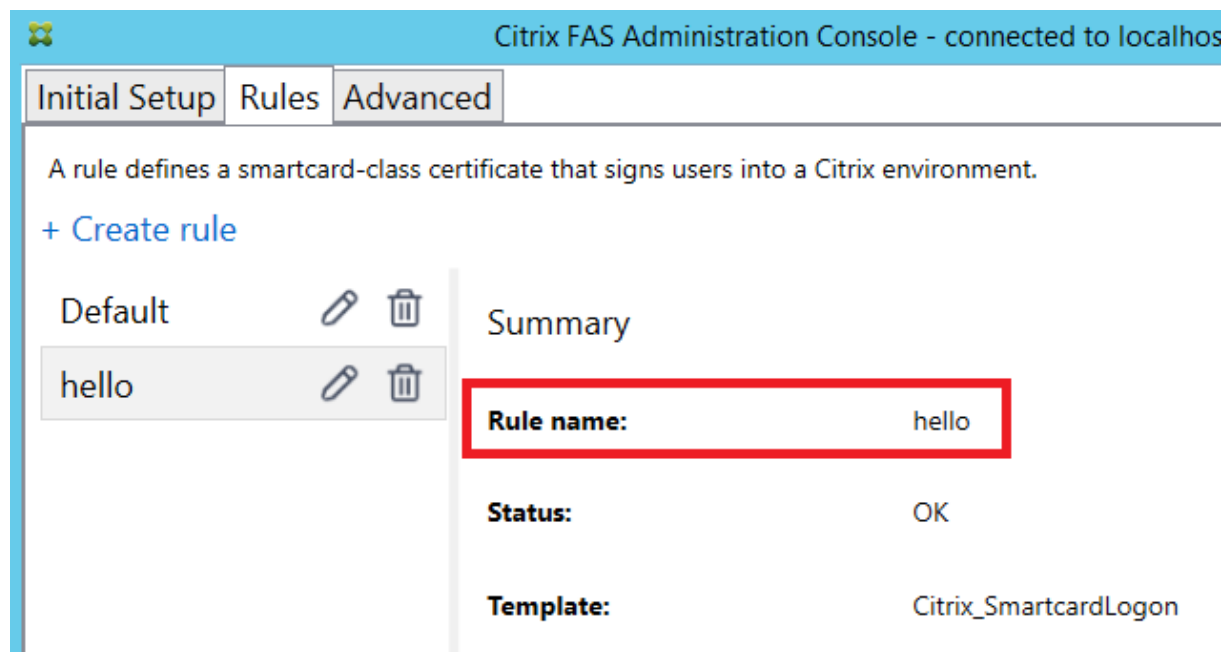 Citrix FAS Administration Console - connected to localhos
Initial Setup Rules Advanced
A rule defines a smartcard-class certificate that signs users into a Citrix environment.
+ Create rule
Default
hello
Summary
Rule name: hello
Status: OK
Template: Citrix_SmartcardLogon